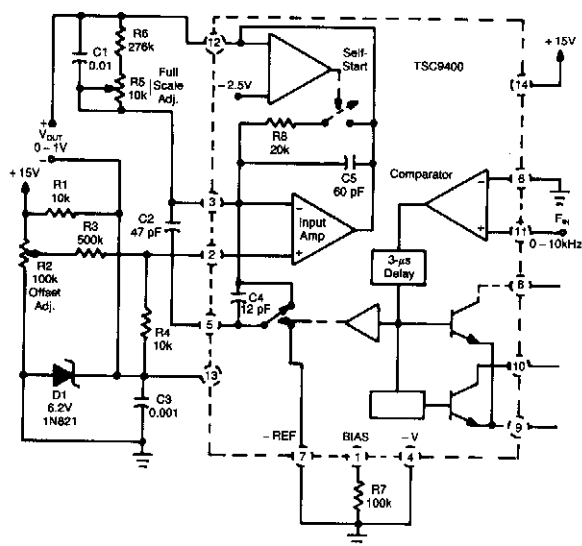 R6
276k
C1
0.01
R5
10k
Full
Scale
Adj.
12
Self-
Start
TSC9400
+15V
14
−2.5V
+
VOUT
0−1V
−
R8
20k
C5
60 pF
Comparator
+15V
R1
10k
3
−
6
C2
47 pF
Input
Amp
−
+
FIN
11
0−10kHz
R3
500k
2
+
3-µs
Delay
R2
100k
Offset
Adj.
8
C4
12 pF
5
R4
10k
13
10
D1
6.2V
1N821
C3
0.001
9
−REF
BIAS
−V
7
1
4
R7
100k